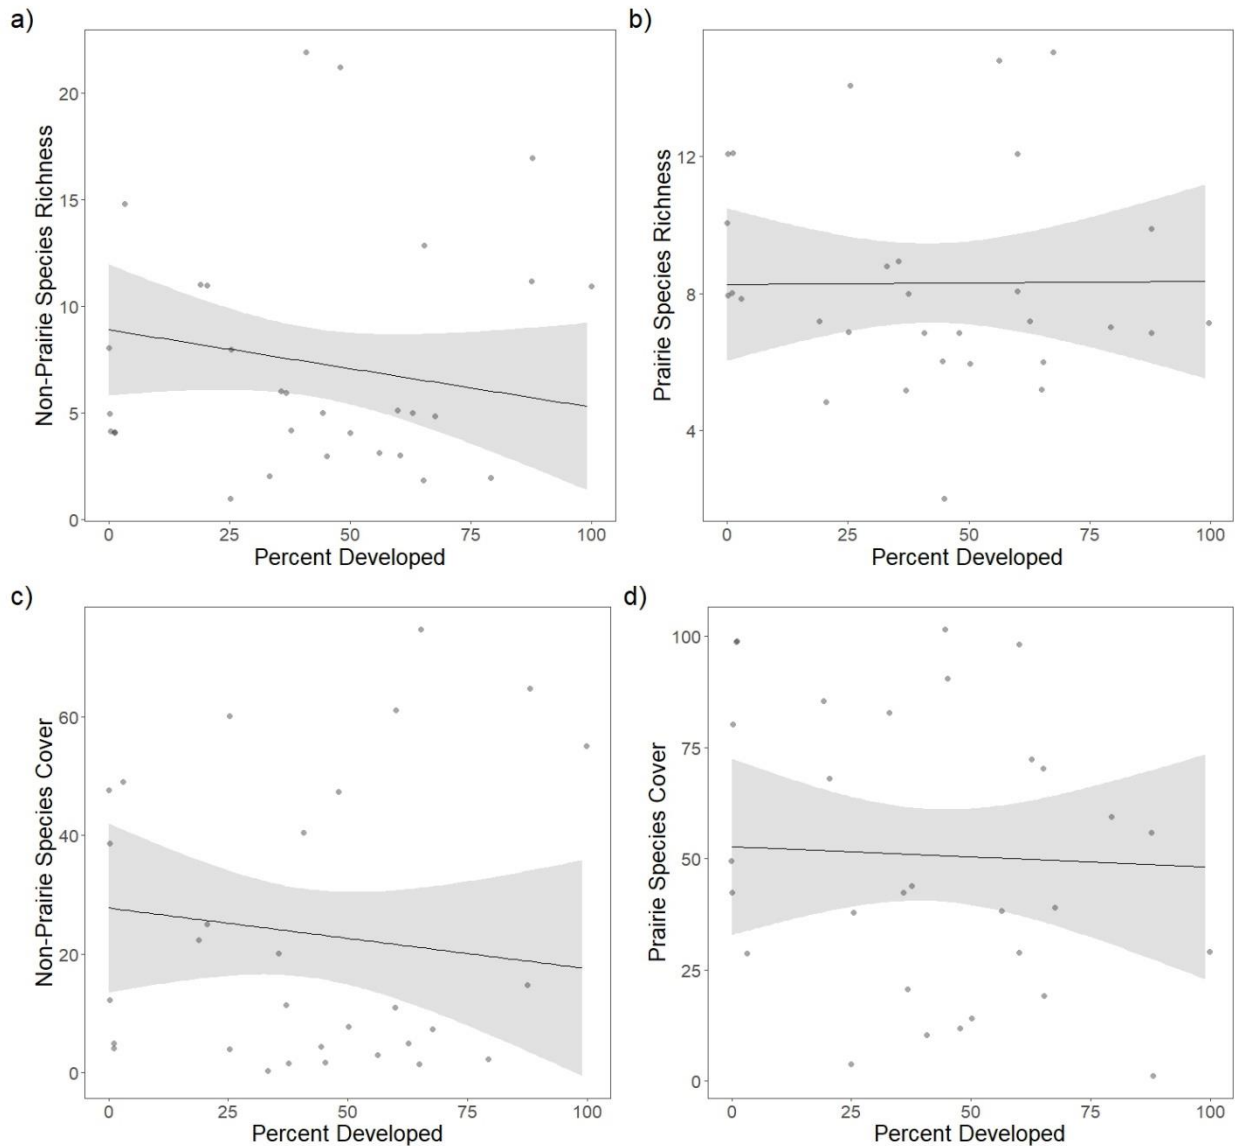 a)
Non-Prairie Species Richness
20
15
10
5
0
0 25 50 75 100
Percent Developed
b)
Prairie Species Richness
12
8
4
0 25 50 75 100
Percent Developed
c)
Non-Prairie Species Cover
60
40
20
0
0 25 50 75 100
Percent Developed
d)
Prairie Species Cover
100
75
50
25
0
0 25 50 75 100
Percent Developed